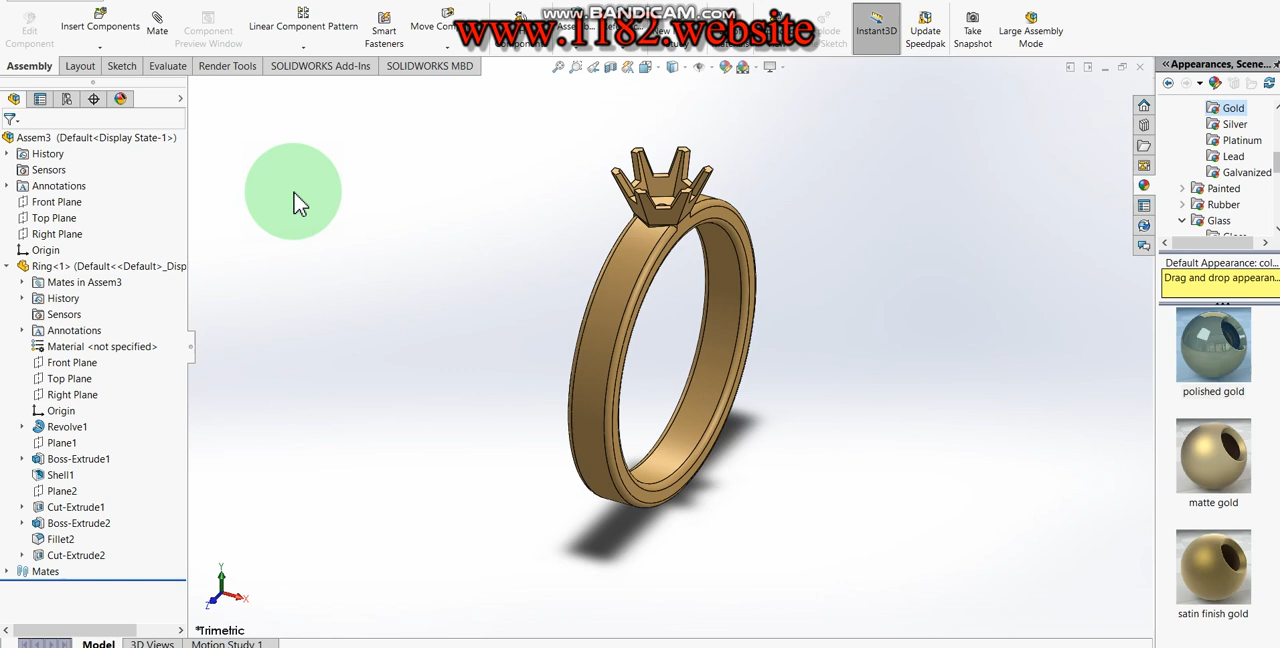 www.BANDICAM.com
www.1182.website
Edit Component
Insert Components
Mate
Component Preview Window
Linear Component Pattern
Smart Fasteners
Move Com
Instant3D
Update Speedpak
Take Snapshot
Large Assembly Mode
Assembly
Layout
Sketch
Evaluate
Render Tools
SOLIDWORKS Add-Ins
SOLIDWORKS MBD
Appearances, Scene...
Assem3 (Default<Display State-1>)
History
Sensors
Annotations
Front Plane
Top Plane
Right Plane
Origin
Ring<1> (Default<<Default>_Disp
Mates in Assem3
History
Sensors
Annotations
Material <not specified>
Front Plane
Top Plane
Right Plane
Origin
Revolve1
Plane1
Boss-Extrude1
Shell1
Plane2
Cut-Extrude1
Boss-Extrude2
Fillet2
Cut-Extrude2
Mates
Y
X
Z
*Trimetric
Gold
Silver
Platinum
Lead
Galvanized
Painted
Rubber
Glass
Default Appearance: col...
Drag and drop appearan...
polished gold
matte gold
satin finish gold
Model
3D Views
Motion Study 1